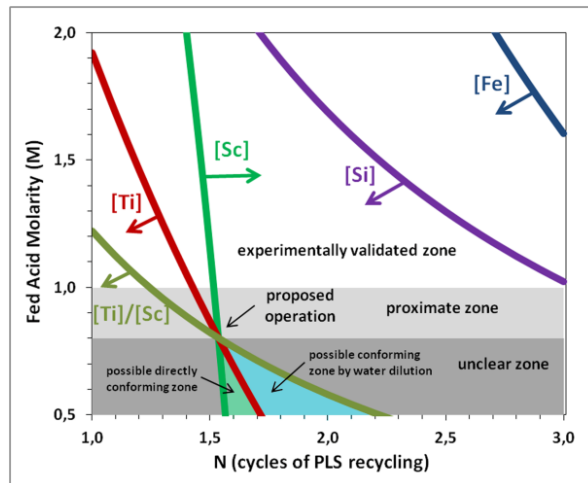 2,0
1,5
1,0
0,5
Fed Acid Molarity (M)
[Fe]
[Sc]
[Si]
[Ti]
experimentally validated zone
[Ti]/[Sc]
proposed
operation
proximate zone
possible directly
conforming zone
possible conforming
zone by water dilution
unclear zone
1,0
1,5
2,0
2,5
3,0
N (cycles of PLS recycling)